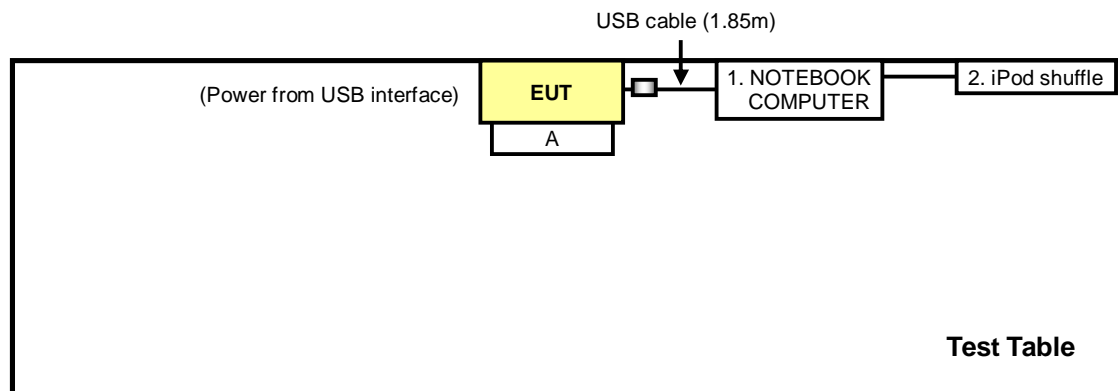 USB cable (1.85m)
(Power from USB interface)
EUT
1. NOTEBOOK
COMPUTER
2. iPod shuffle
A
Test Table